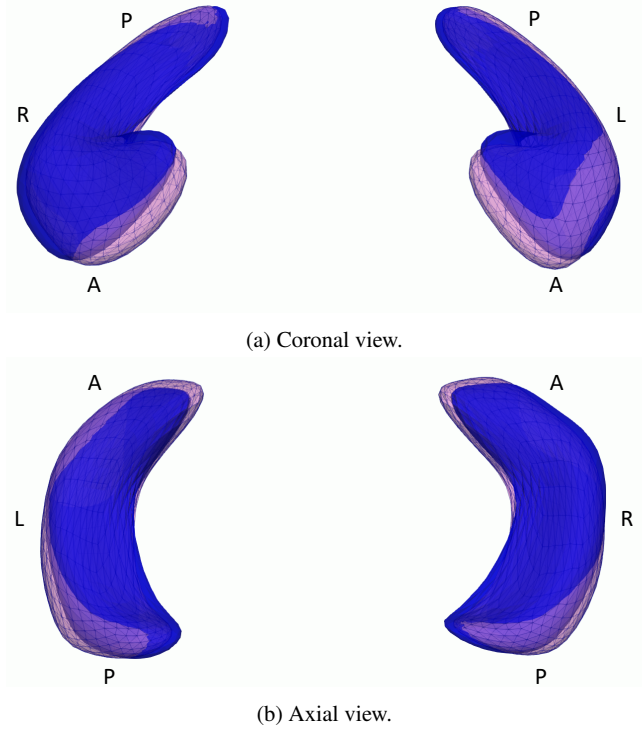 P P
R L
A A
(a) Coronal view.
A A
L R
P P
(b) Axial view.